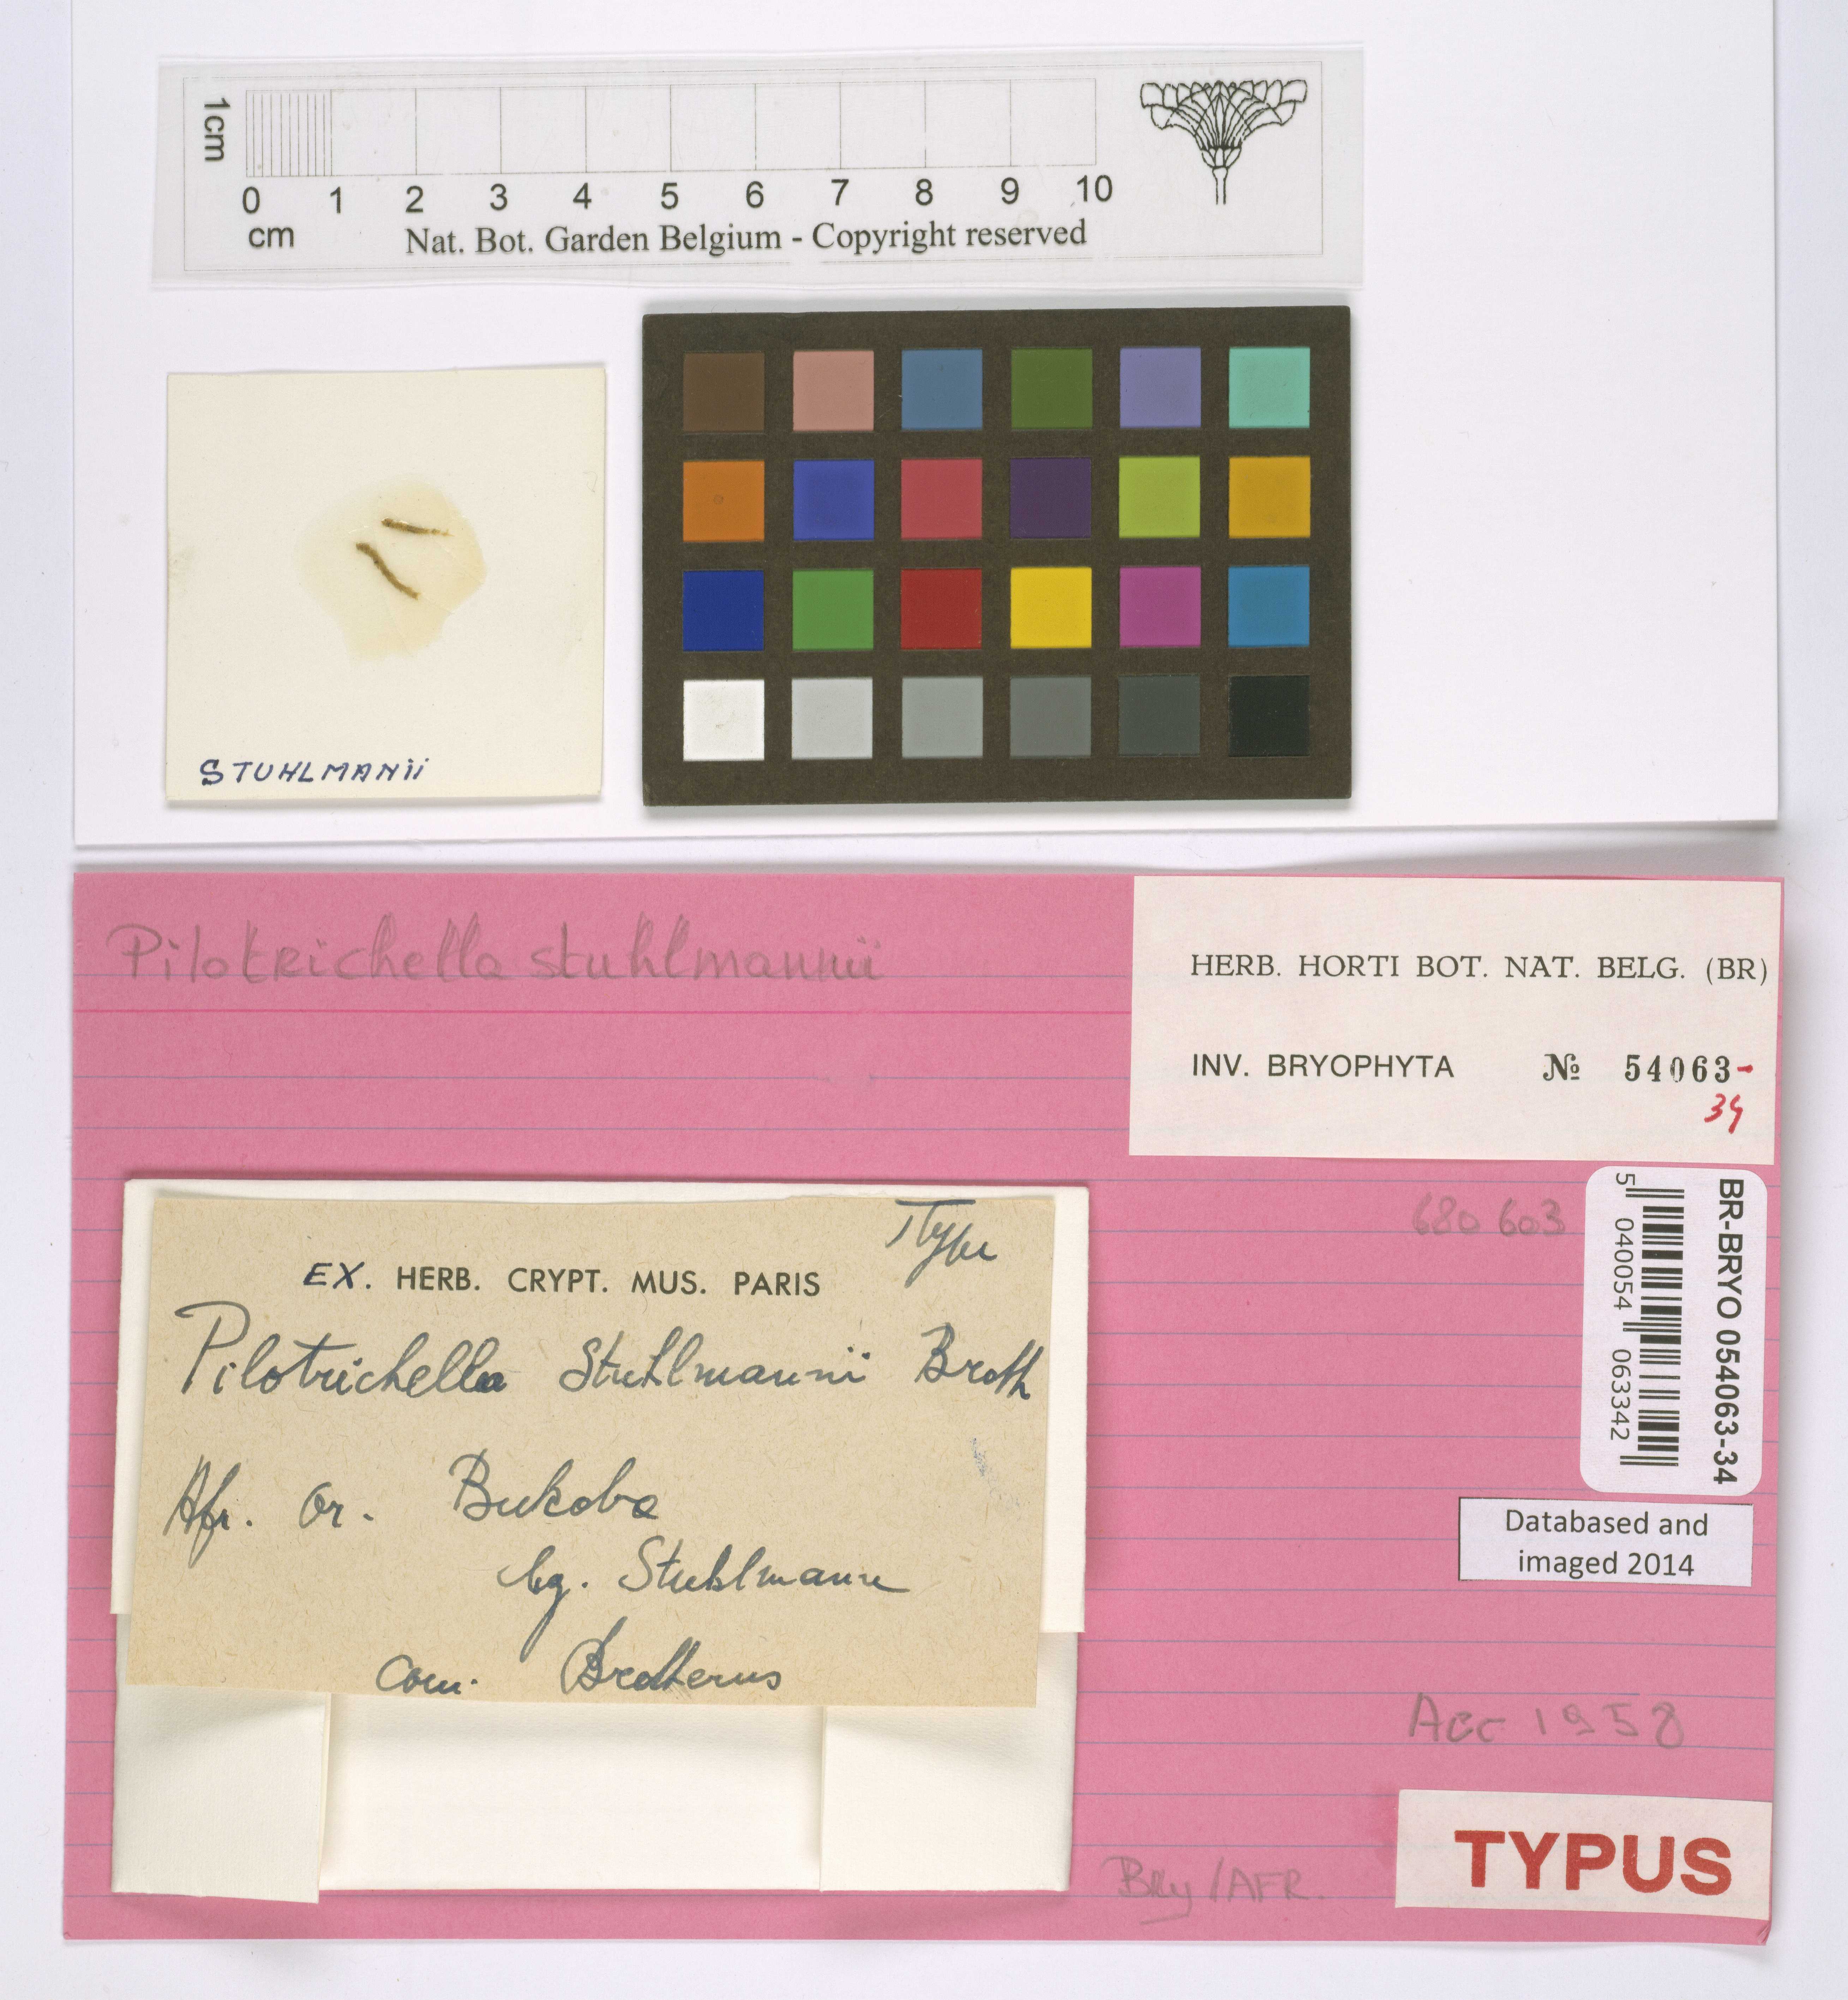 1cm
0 1 2 3 4 5 6 7 8 9 10
cm
Nat. Bot. Garden Belgium - Copyright reserved
STUHLMANii
Pilotrichella stuhlmannii
HERB. HORTI BOT. NAT. BELG. (BR)
INV. BRYOPHYTA № 54063-
34
680 603
BR-BRYO 054063-34
5 040054 063342
Databased and
imaged 2014
Type
EX. HERB. CRYPT. MUS. PARIS
Pilotrichella Stuhlmannii Broth
Afr. Or. Bukoba
leg. Stuhlmann
com. Brotherus
Acc 1958
TYPUS
Bry / AFR.